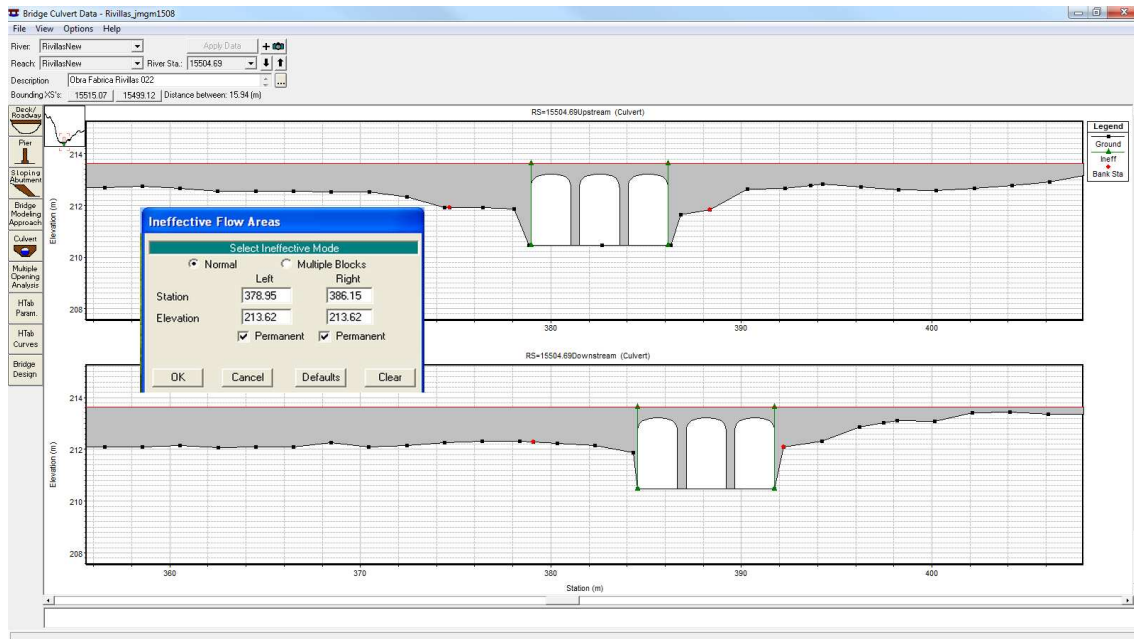 Bridge Culvert Data - Rivillas_jmgm1508
File View Options Help
River: RivillasNew Apply Data
Reach: RivillasNew River Sta.: 15504.69
Description Obra Fabrica Rivillas 022 ...
Bounding XS's: 15515.07 15499.12 Distance between: 15.94 (m)
Deck/
Roadway
Pier
Sloping
Abutment
Bridge
Modeling
Approach
Culvert
Multiple
Opening
Analysis
HTab
Param.
HTab
Curves
Bridge
Design
RS=15504.69Upstream (Culvert)
Legend
Ground
Ineff
Bank Sta
Elevation (m)
214
212
210
208
380
390
400
Ineffective Flow Areas
Select Ineffective Mode
Normal Multiple Blocks
Left Right
Station 378.95 386.15
Elevation 213.62 213.62
Permanent Permanent
OK Cancel Defaults Clear
RS=15504.69Downstream (Culvert)
Elevation (m)
214
212
210
208
360
370
380
390
400
Station (m)